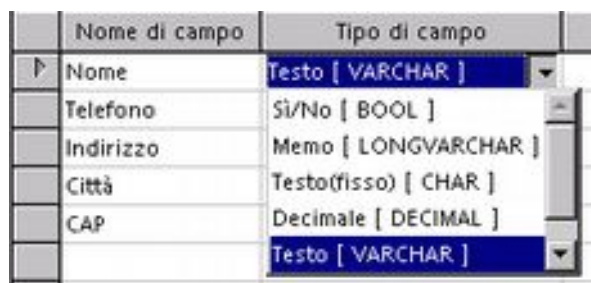 Nome di campo Tipo di campo
Nome Testo [ VARCHAR ]
Telefono Sì/No [ BOOL ]
Indirizzo Memo [ LONGVARCHAR ]
Città Testo(fisso) [ CHAR ]
CAP Decimale [ DECIMAL ]
Testo [ VARCHAR ]